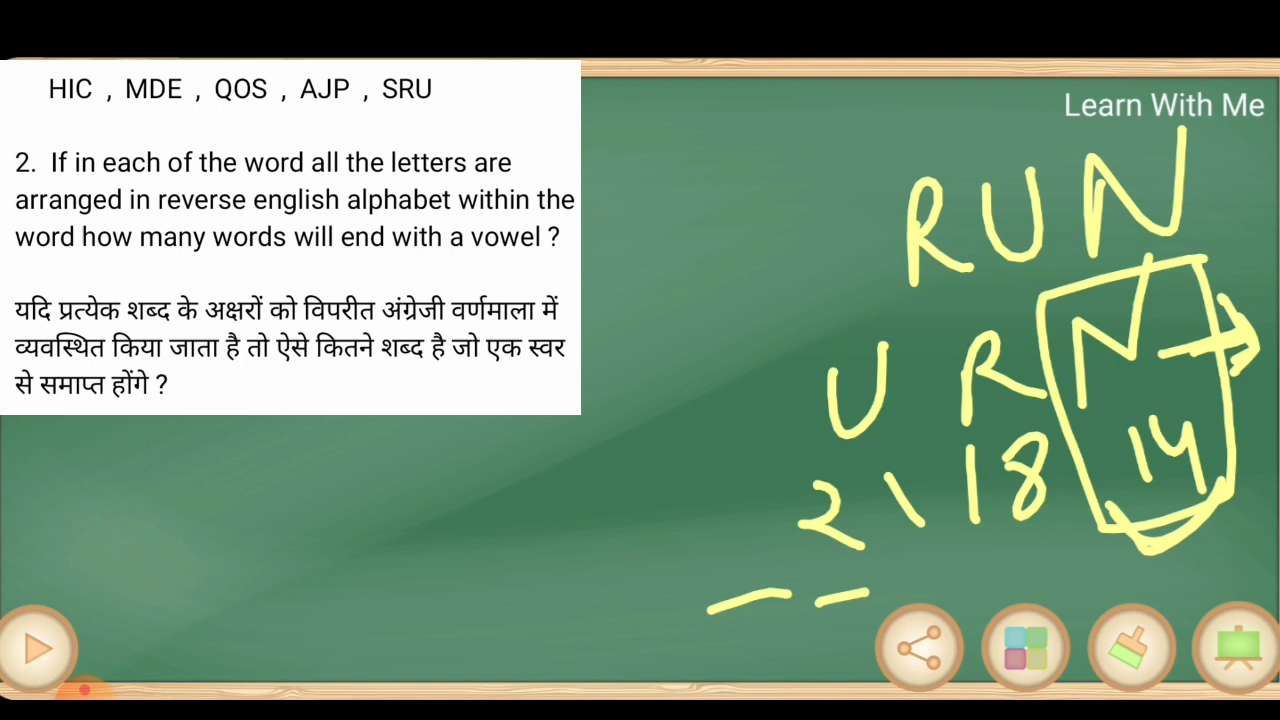 HIC , MDE , QOS , AJP , SRU
2. If in each of the word all the letters are
arranged in reverse english alphabet within the
word how many words will end with a vowel ?
यदि प्रत्येक शब्द के अक्षरों को विपरीत अंग्रेजी वर्णमाला में
व्यवस्थित किया जाता है तो ऐसे कितने शब्द है जो एक स्वर
से समाप्त होंगे ?
Learn With Me
RUN
U R N
21 18 14